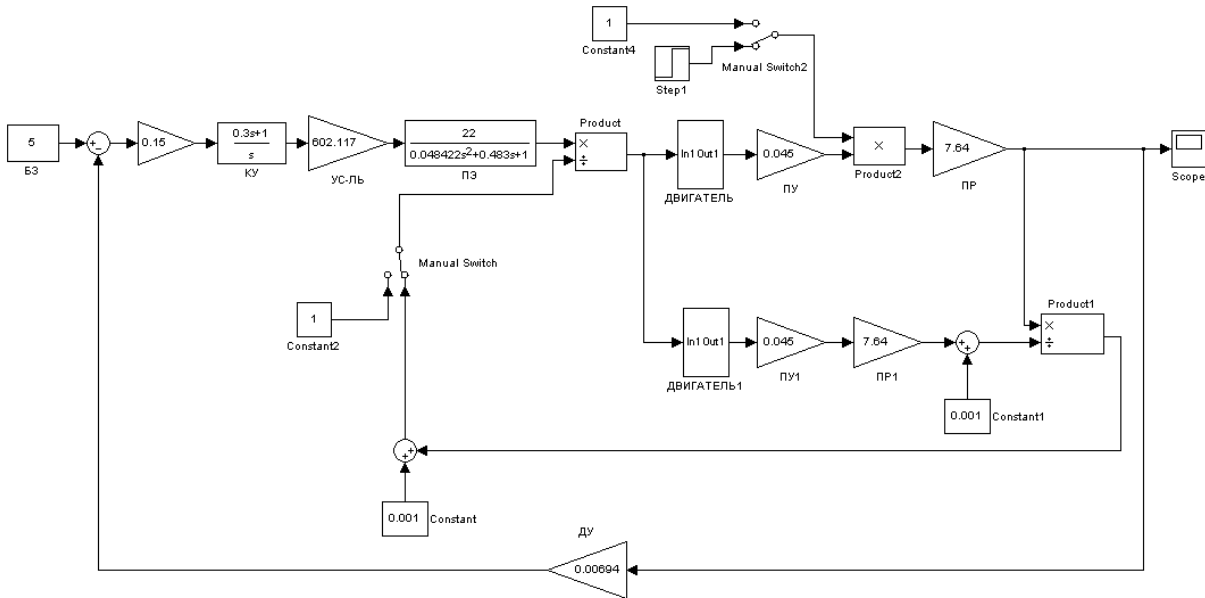 1
Constant4
Manual Switch2
Step1
5
БЗ
+
−
0.15
0.3s+1
s
КУ
602.117
УС-ЛЬ
22
0.048422s²+0.483s+1
ПЭ
Product
×
÷
In1 Out1
ДВИГАТЕЛЬ
0.045
ПУ
×
Product2
7.64
ПР
Scope
Manual Switch
1
Constant2
In1 Out1
ДВИГАТЕЛЬ1
0.045
ПУ1
7.64
ПР1
+
+
0.001
Constant1
Product1
×
÷
+
+
0.001
Constant
ДУ
0.00694